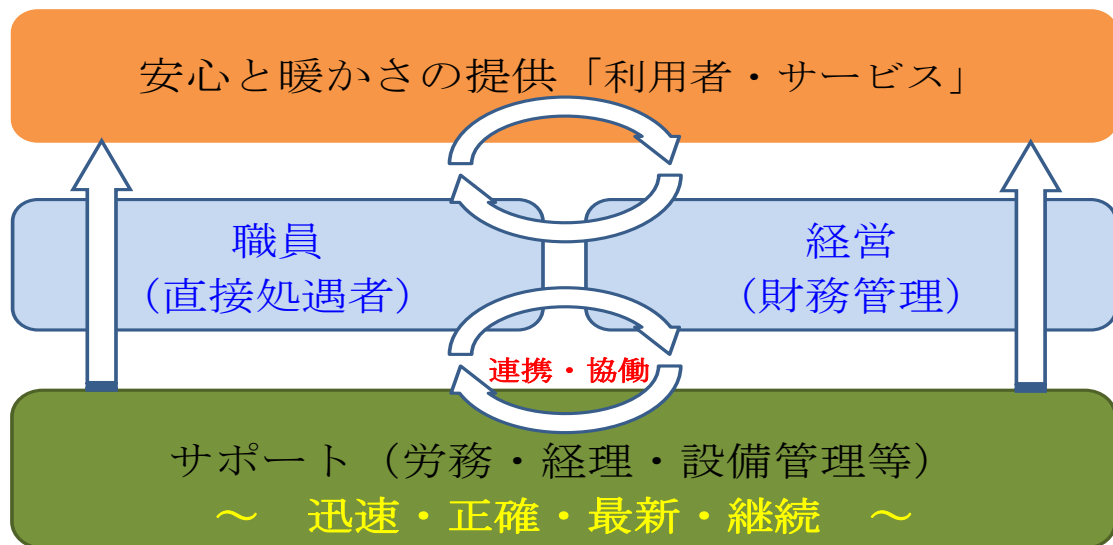 安心と暖かさの提供「利用者・サービス」
職員
（直接処遇者）
経営
（財務管理）
連携・協働
サポート（労務・経理・設備管理等）
～　迅速・正確・最新・継続　～